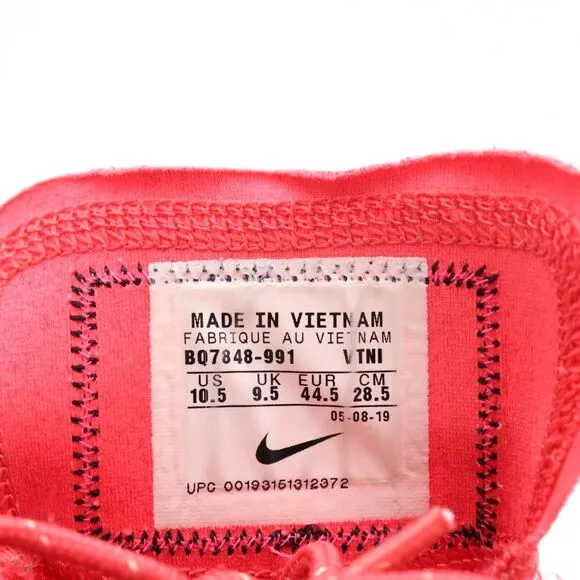 MADE IN VIETNAM
FABRIQUE AU VIETNAM
BQ7848-991 VTNI
US UK EUR CM
10.5 9.5 44.5 28.5
05-08-19
UPC 00193151312372